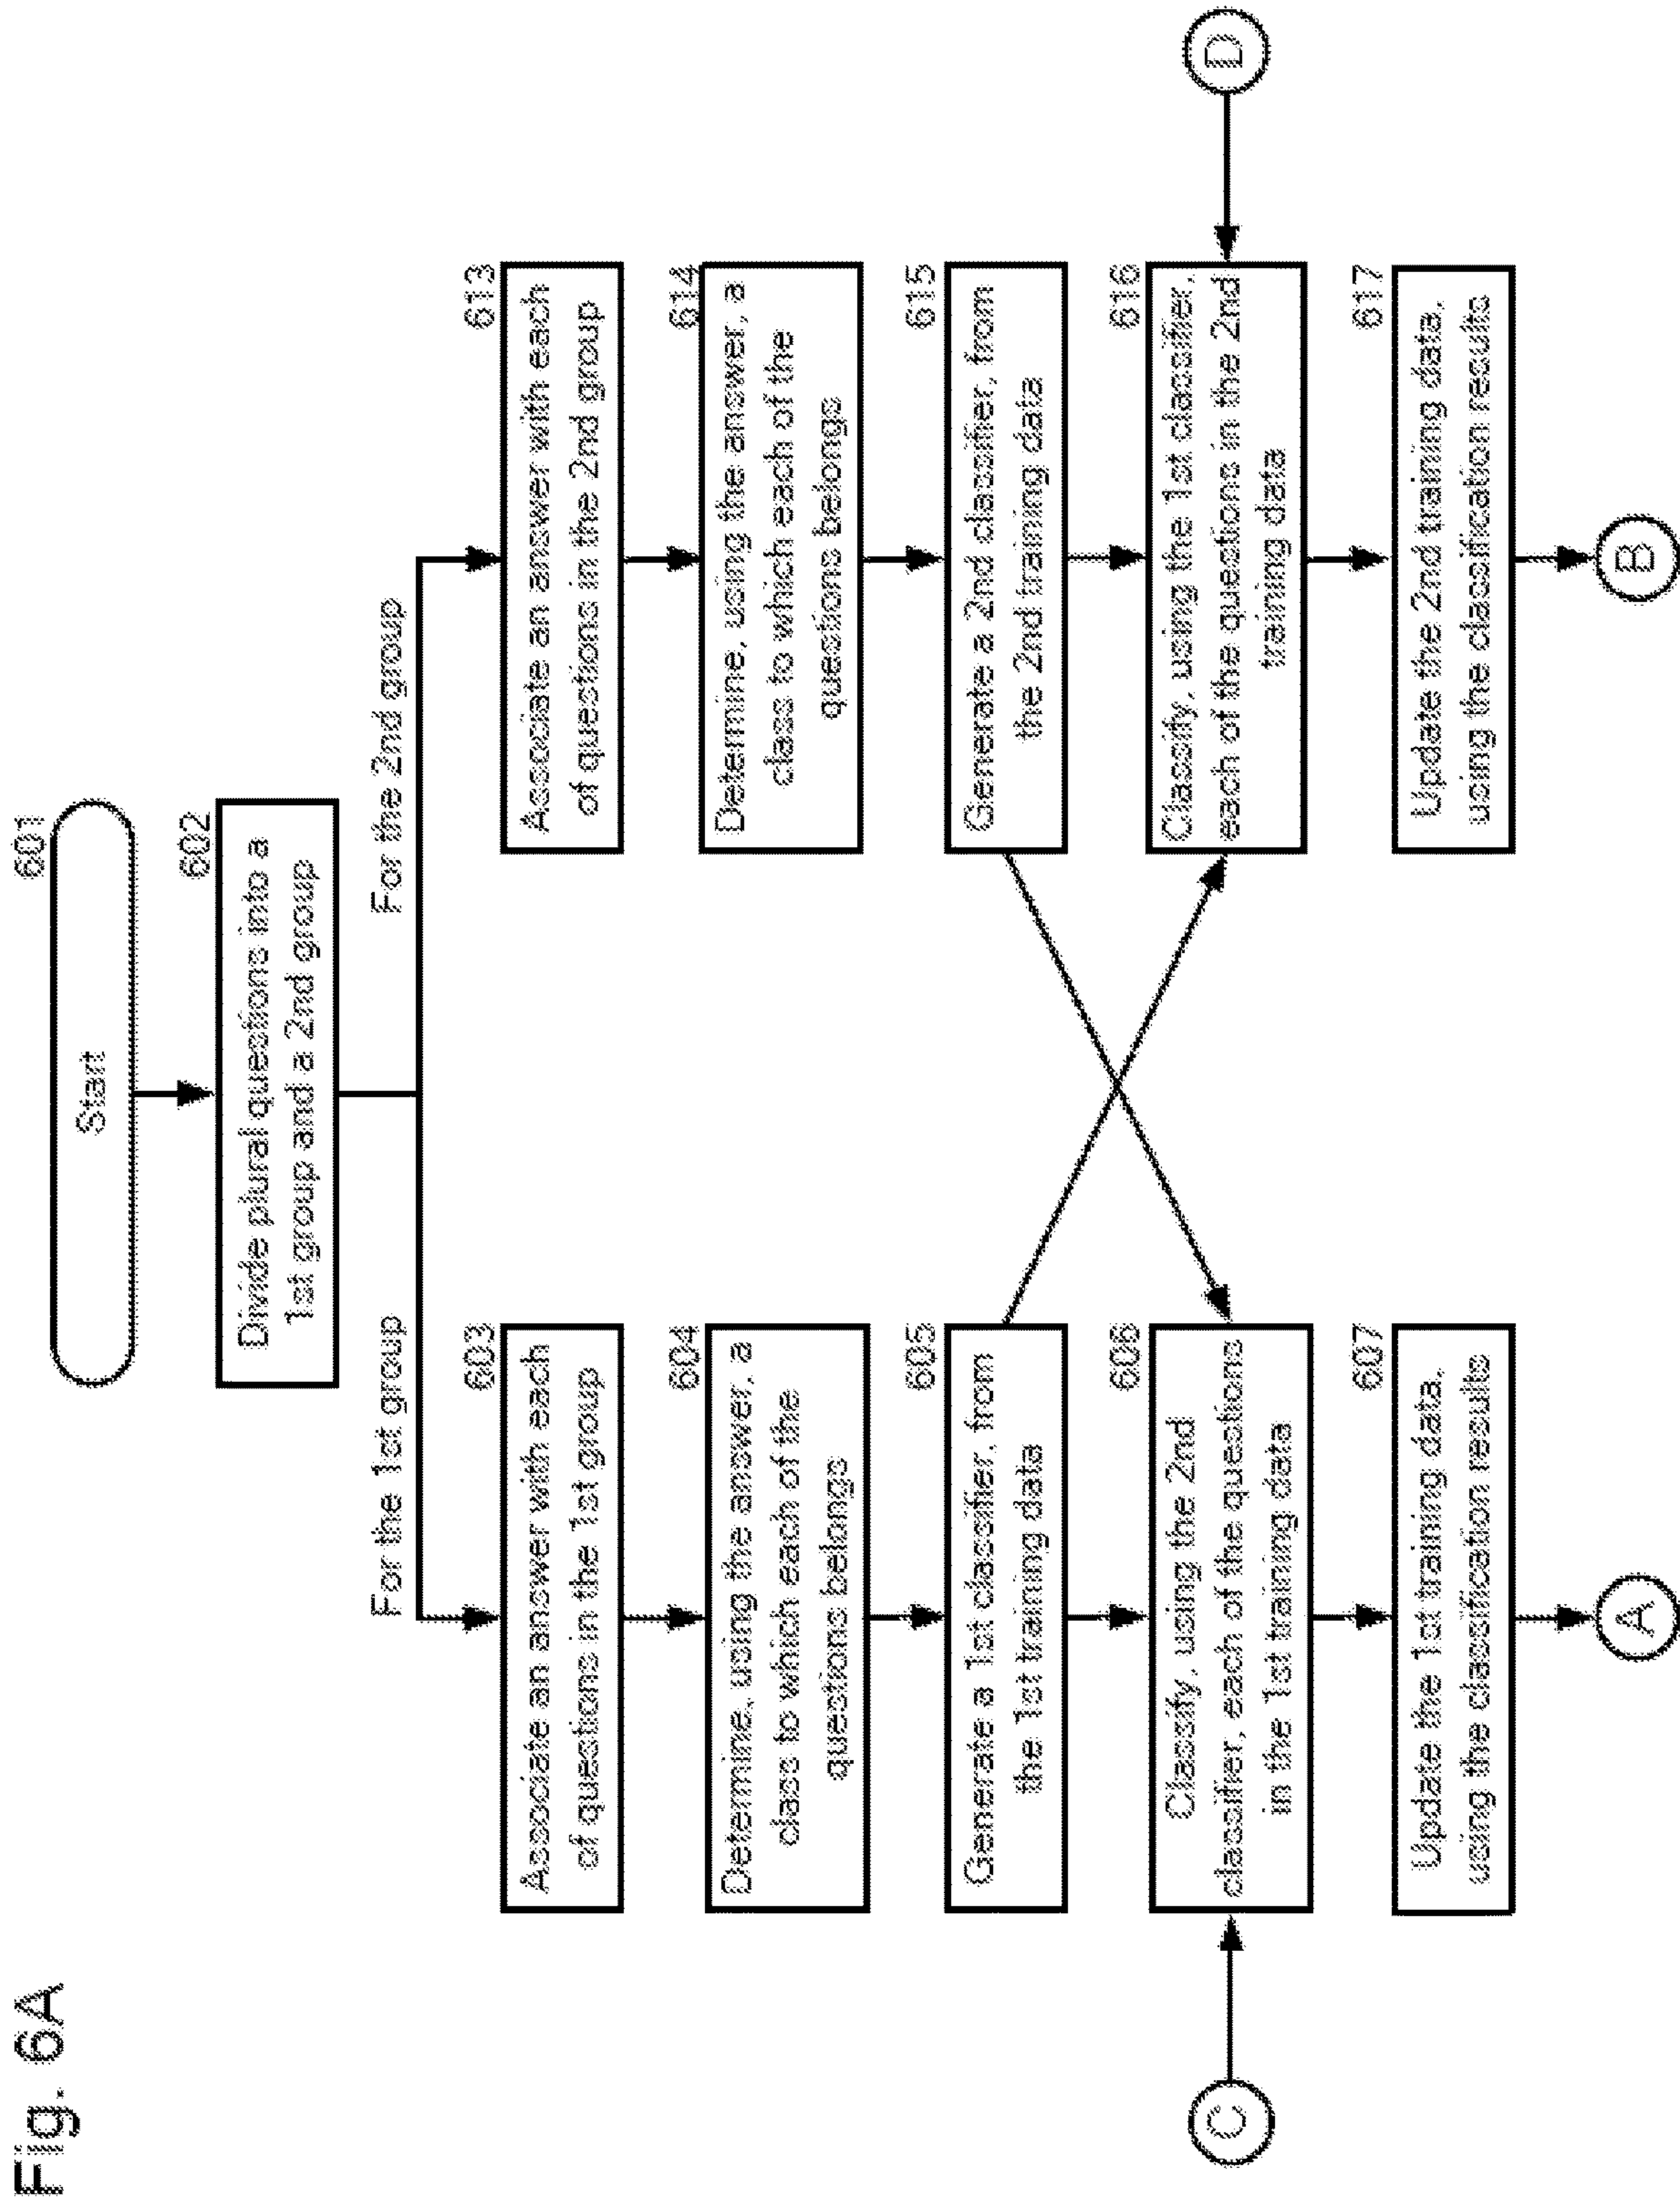 Fig. 6A
601
Start
602
Divide plural questions into a
1st group and a 2nd group
For the 1st group
For the 2nd group
603
Associate an answer with each
of questions in the 1st group
604
Determine, using the answer, a
class to which each of the
questions belongs
605
Generate a 1st classifier, from
the 1st training data
606
Classify, using the 2nd
classifier, each of the questions
in the 1st training data
607
Update the 1st training data,
using the classification results
C
A
613
Associate an answer with each
of questions in the 2nd group
614
Determine, using the answer, a
class to which each of the
questions belongs
615
Generate a 2nd classifier, from
the 2nd training data
616
Classify, using the 1st classifier,
each of the questions in the 2nd
training data
617
Update the 2nd training data,
using the classification results
D
B